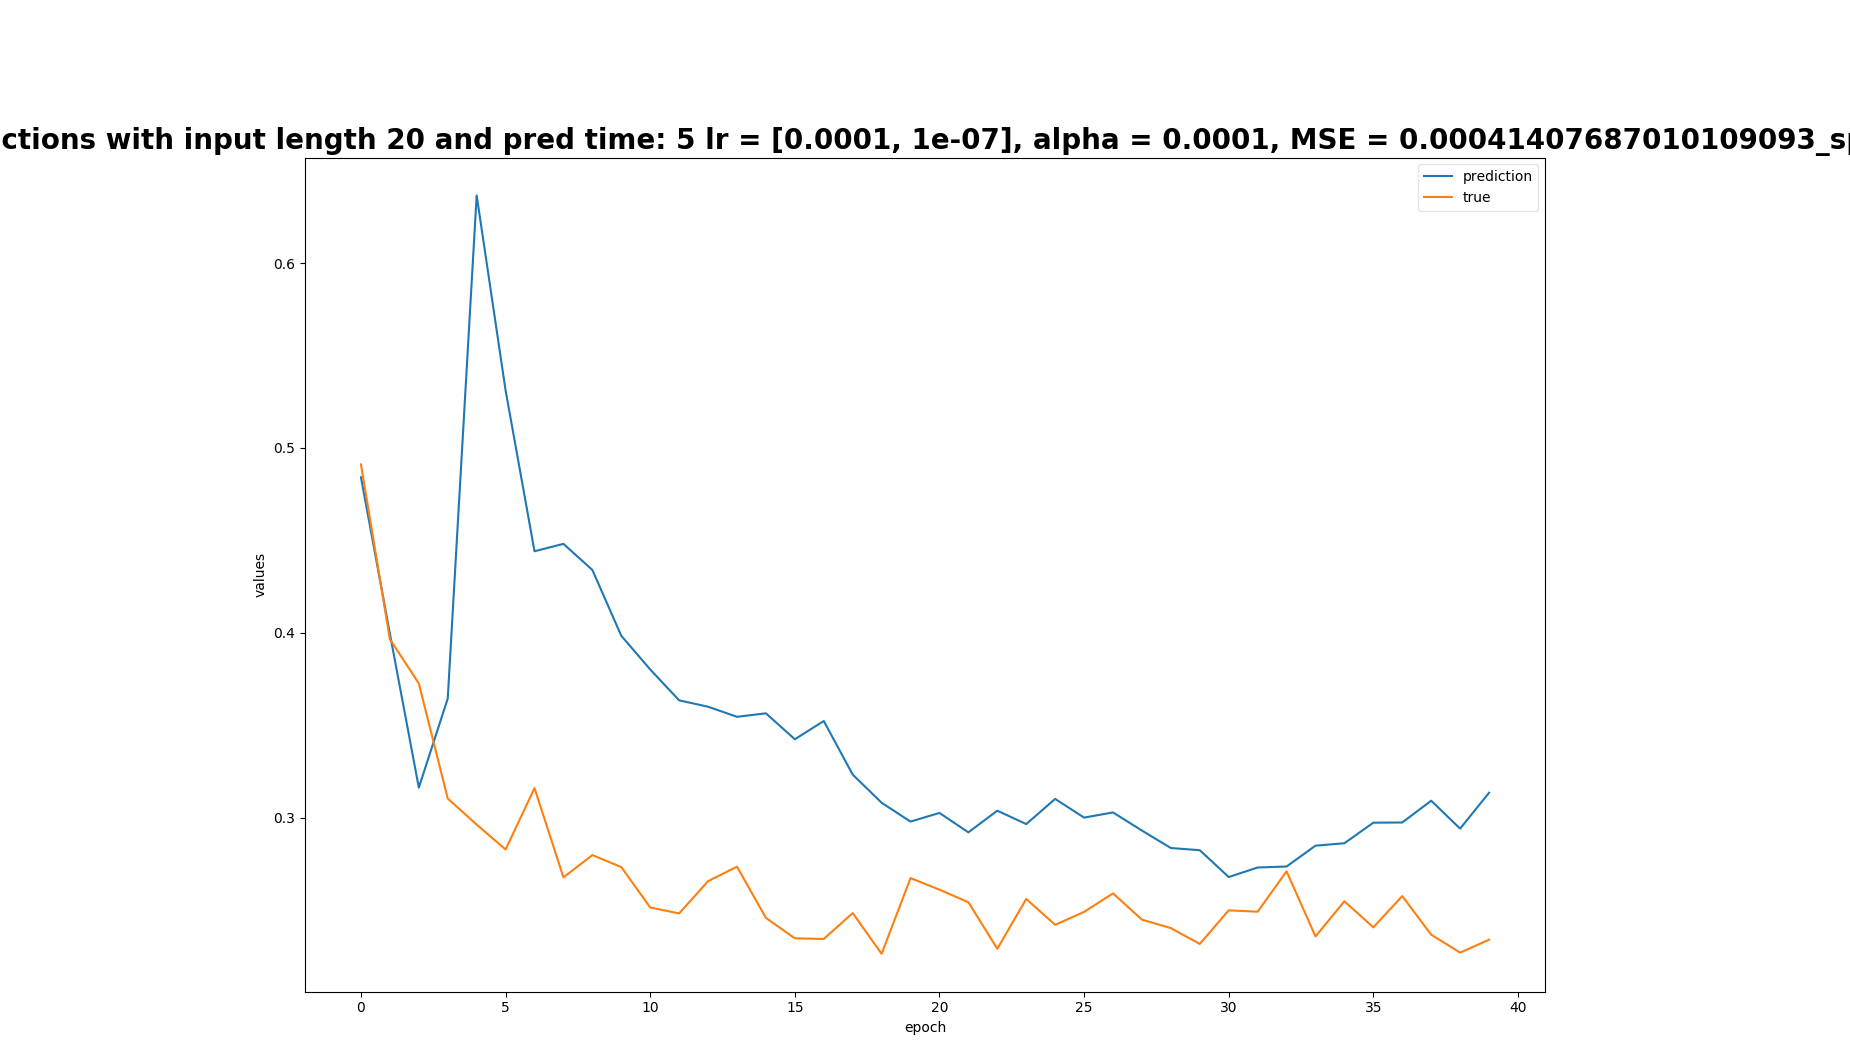 ctions with input length 20 and pred time: 5 lr = [0.0001, 1e-07], alpha = 0.0001, MSE = 0.00041407687010109093_sp
prediction
true
0.6
0.5
0.4
0.3
values
0 5 10 15 20 25 30 35 40
epoch